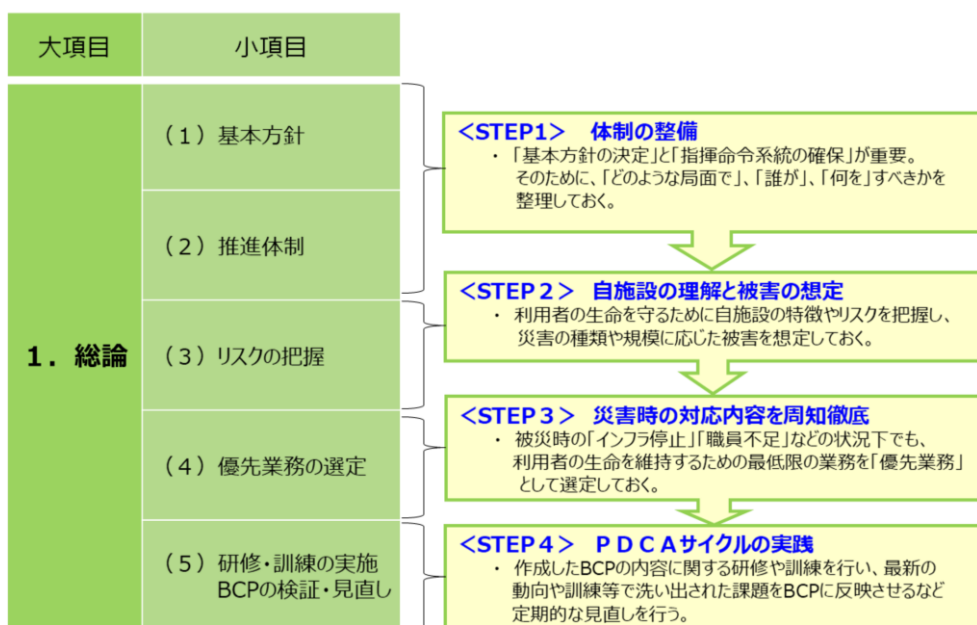 大項目
小項目
1．総論
（１）基本方針
（２）推進体制
（３）リスクの把握
（４）優先業務の選定
（５）研修・訓練の実施
BCPの検証・見直し
＜STEP1＞　体制の整備
・「基本方針の決定」と「指揮命令系統の確保」が重要。
そのために、「どのような局面で」、「誰が」、「何を」すべきかを
整理しておく。
＜STEP２＞　自施設の理解と被害の想定
・ 利用者の生命を守るために自施設の特徴やリスクを把握し、
災害の種類や規模に応じた被害を想定しておく。
＜STEP３＞　災害時の対応内容を周知徹底
・ 被災時の「インフラ停止」「職員不足」などの状況下でも、
利用者の生命を維持するための最低限の業務を「優先業務」
として選定しておく。
＜STEP４＞　ＰＤＣＡサイクルの実践
・ 作成したBCPの内容に関する研修や訓練を行い、最新の
動向や訓練等で洗い出された課題をBCPに反映させるなど
定期的な見直しを行う。